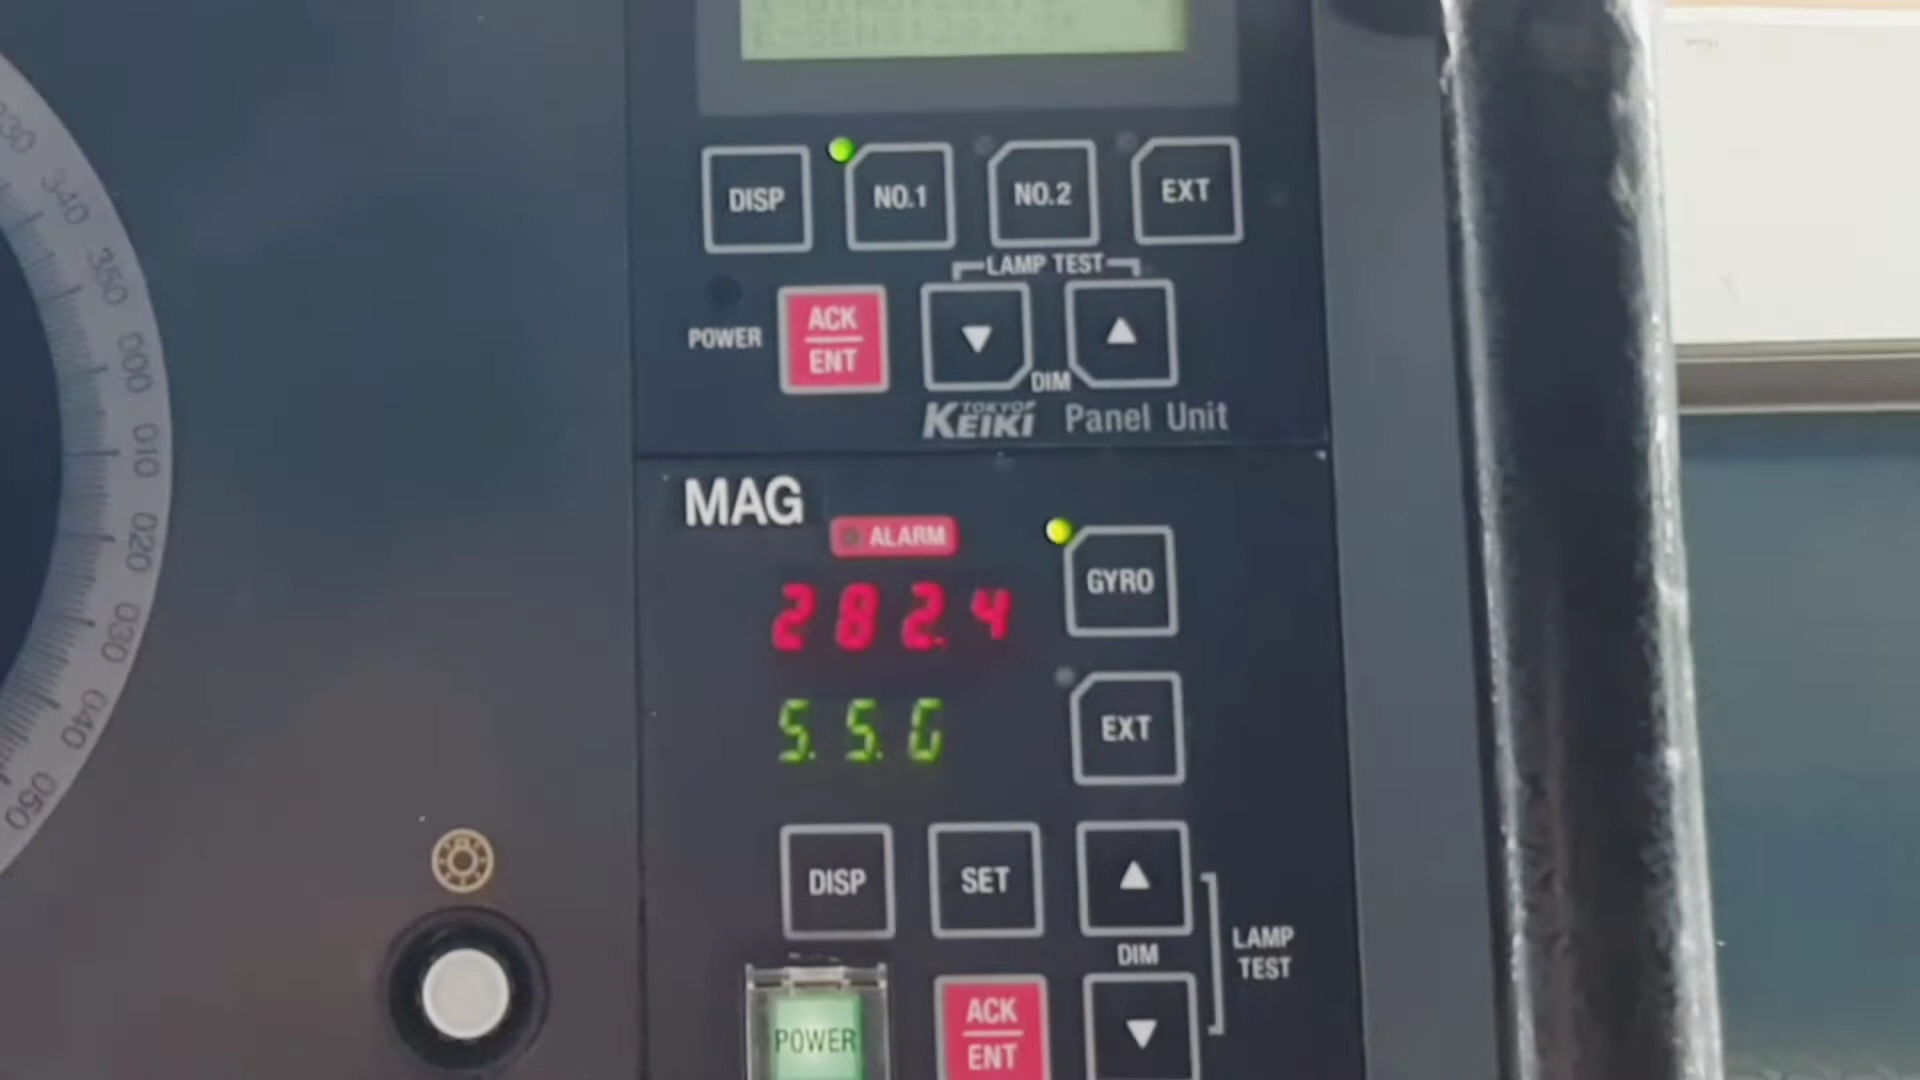 DISP
NO.1
NO.2
EXT
LAMP TEST
POWER
ACK
ENT
▼
▲
DIM
TOKYO
KEIKI Panel Unit
MAG
ALARM
GYRO
282.4
5.5.G
EXT
DISP
SET
▲
DIM
LAMP
TEST
POWER
ACK
ENT
▼
340
350
000
010
020
030
040
050